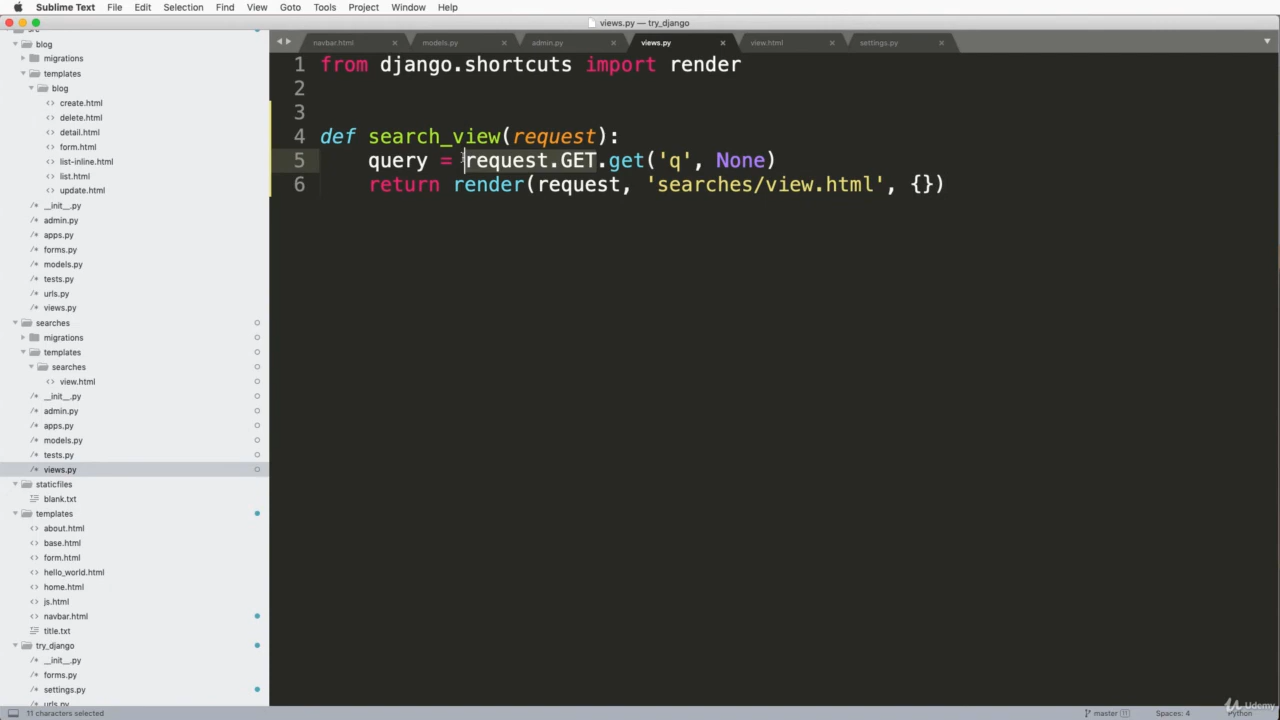 Sublime Text File Edit Selection Find View Goto Tools Project Window Help
views.py — try_django
navbar.html models.py admin.py views.py view.html settings.py
src
blog
migrations
templates
blog
create.html
delete.html
detail.html
form.html
list-inline.html
list.html
update.html
__init__.py
admin.py
apps.py
forms.py
models.py
tests.py
urls.py
views.py
searches
migrations
templates
searches
view.html
__init__.py
admin.py
apps.py
models.py
tests.py
views.py
staticfiles
blank.txt
templates
about.html
base.html
form.html
hello_world.html
home.html
js.html
navbar.html
title.txt
try_django
__init__.py
forms.py
settings.py
urls.py
1 from django.shortcuts import render
2
3
4 def search_view(request):
5 query = request.GET.get('q', None)
6 return render(request, 'searches/view.html', {})
11 characters selected
master 11 Spaces: 4 Python
Udemy